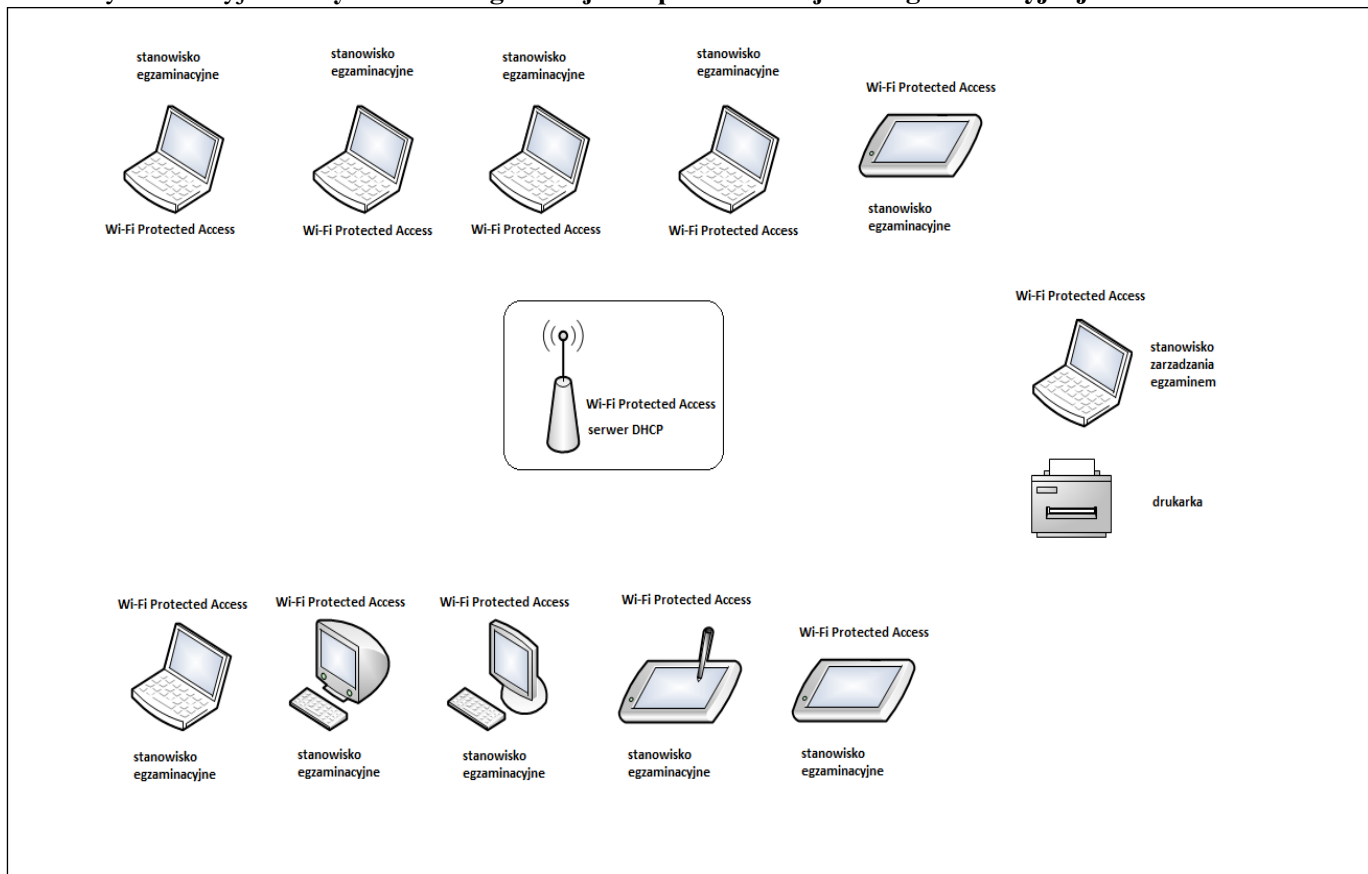 stanowisko
egzaminacyjne
stanowisko
egzaminacyjne
stanowisko
egzaminacyjne
stanowisko
egzaminacyjne
Wi-Fi Protected Access
Wi-Fi Protected Access
Wi-Fi Protected Access
Wi-Fi Protected Access
Wi-Fi Protected Access
stanowisko
egzaminacyjne
Wi-Fi Protected Access
stanowisko
zarzadzania
egzaminem
Wi-Fi Protected Access
serwer DHCP
drukarka
Wi-Fi Protected Access
Wi-Fi Protected Access
Wi-Fi Protected Access
Wi-Fi Protected Access
Wi-Fi Protected Access
stanowisko
egzaminacyjne
stanowisko
egzaminacyjne
stanowisko
egzaminacyjne
stanowisko
egzaminacyjne
stanowisko
egzaminacyjne